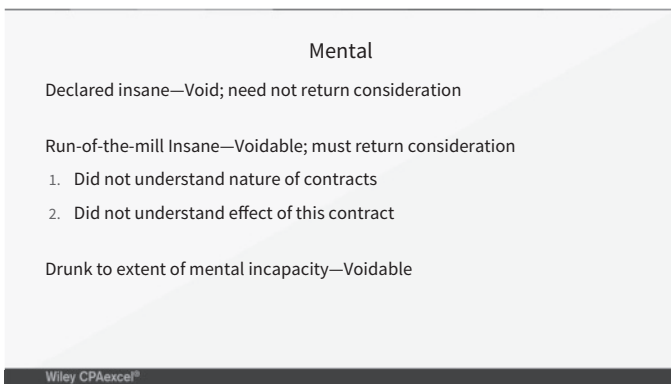 Mental
Declared insane—Void; need not return consideration
Run-of-the-mill Insane—Voidable; must return consideration
1. Did not understand nature of contracts
2. Did not understand effect of this contract
Drunk to extent of mental incapacity—Voidable
Wiley CPAexcel®